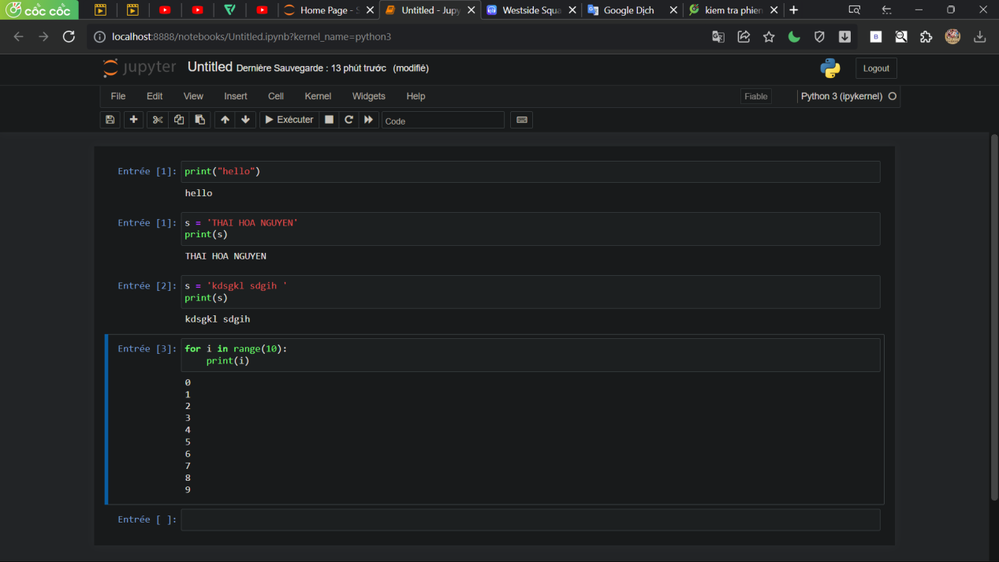 cốc cốc
Home Page - S
Untitled - Jupy
Westside Squa
Google Dịch
kiem tra phien
localhost:8888/notebooks/Untitled.ipynb?kernel_name=python3
jupyter Untitled Dernière Sauvegarde : 13 phút trước (modifié)
Logout
File Edit View Insert Cell Kernel Widgets Help Fiable Python 3 (ipykernel)
Exécuter Code
Entrée [1]: print("hello")
hello
Entrée [1]: s = 'THAI HOA NGUYEN'
print(s)
THAI HOA NGUYEN
Entrée [2]: s = 'kdsgkl sdgih '
print(s)
kdsgkl sdgih
Entrée [3]: for i in range(10):
print(i)
0
1
2
3
4
5
6
7
8
9
Entrée [ ]: